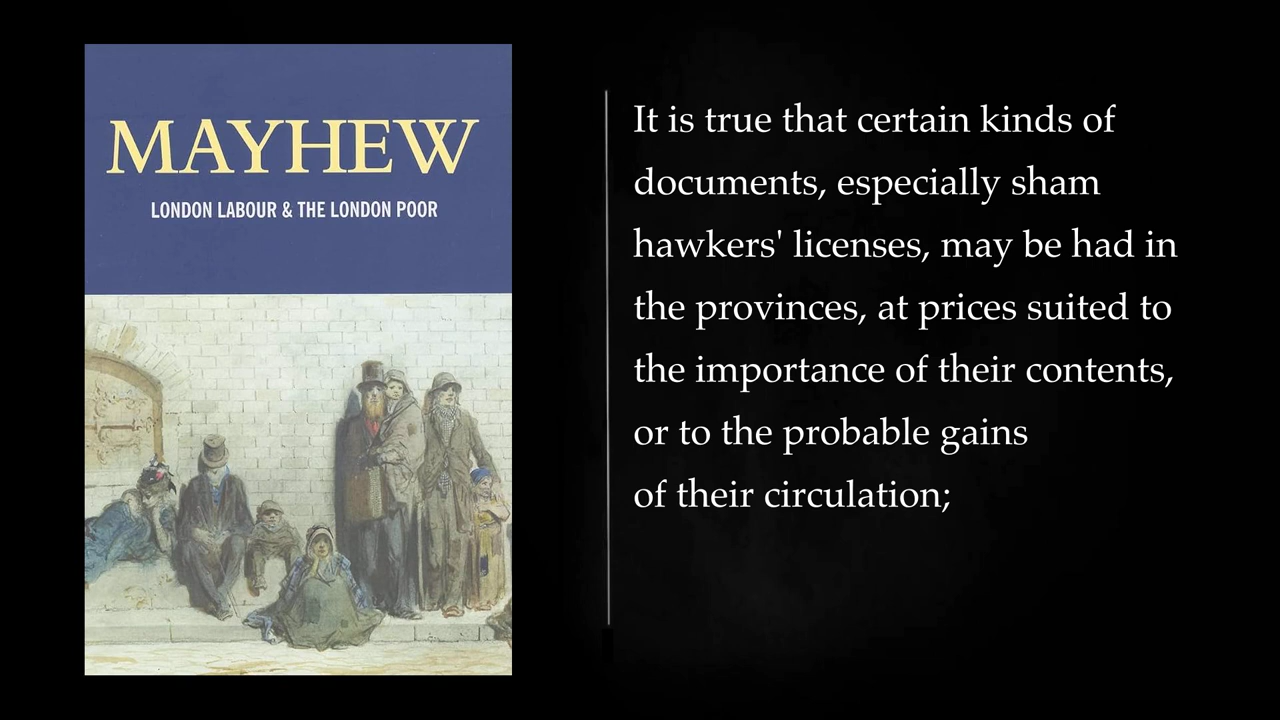 MAYHEW
LONDON LABOUR & THE LONDON POOR
It is true that certain kinds of
documents, especially sham
hawkers' licenses, may be had in
the provinces, at prices suited to
the importance of their contents,
or to the probable gains
of their circulation;